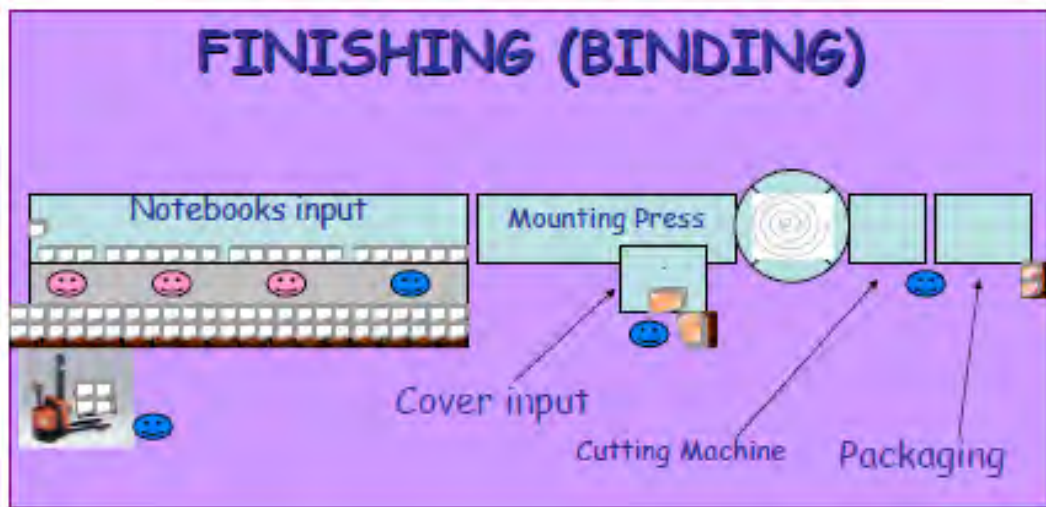 FINISHING (BINDING)
Notebooks input
Mounting Press
Cover input
Cutting Machine
Packaging